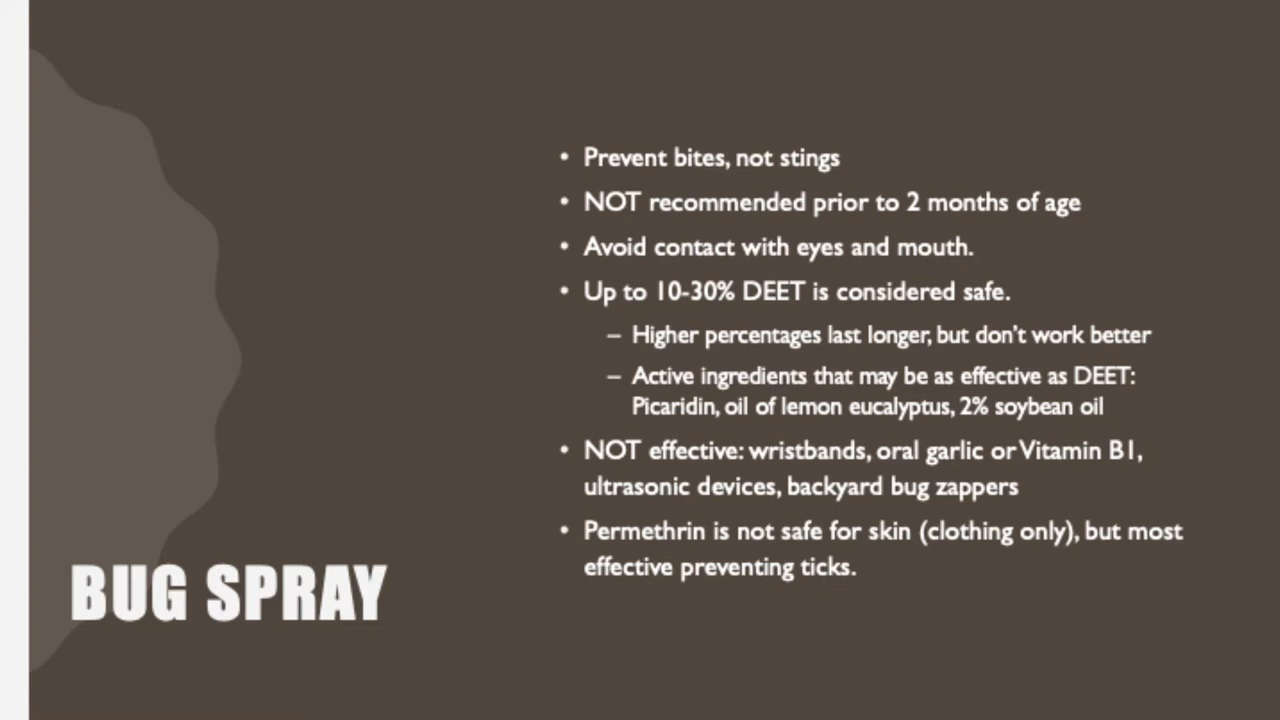 • Prevent bites, not stings
• NOT recommended prior to 2 months of age
• Avoid contact with eyes and mouth.
• Up to 10-30% DEET is considered safe.
– Higher percentages last longer, but don't work better
– Active ingredients that may be as effective as DEET:
Picaridin, oil of lemon eucalyptus, 2% soybean oil
• NOT effective: wristbands, oral garlic or Vitamin B1,
ultrasonic devices, backyard bug zappers
• Permethrin is not safe for skin (clothing only), but most
effective preventing ticks.
BUG SPRAY